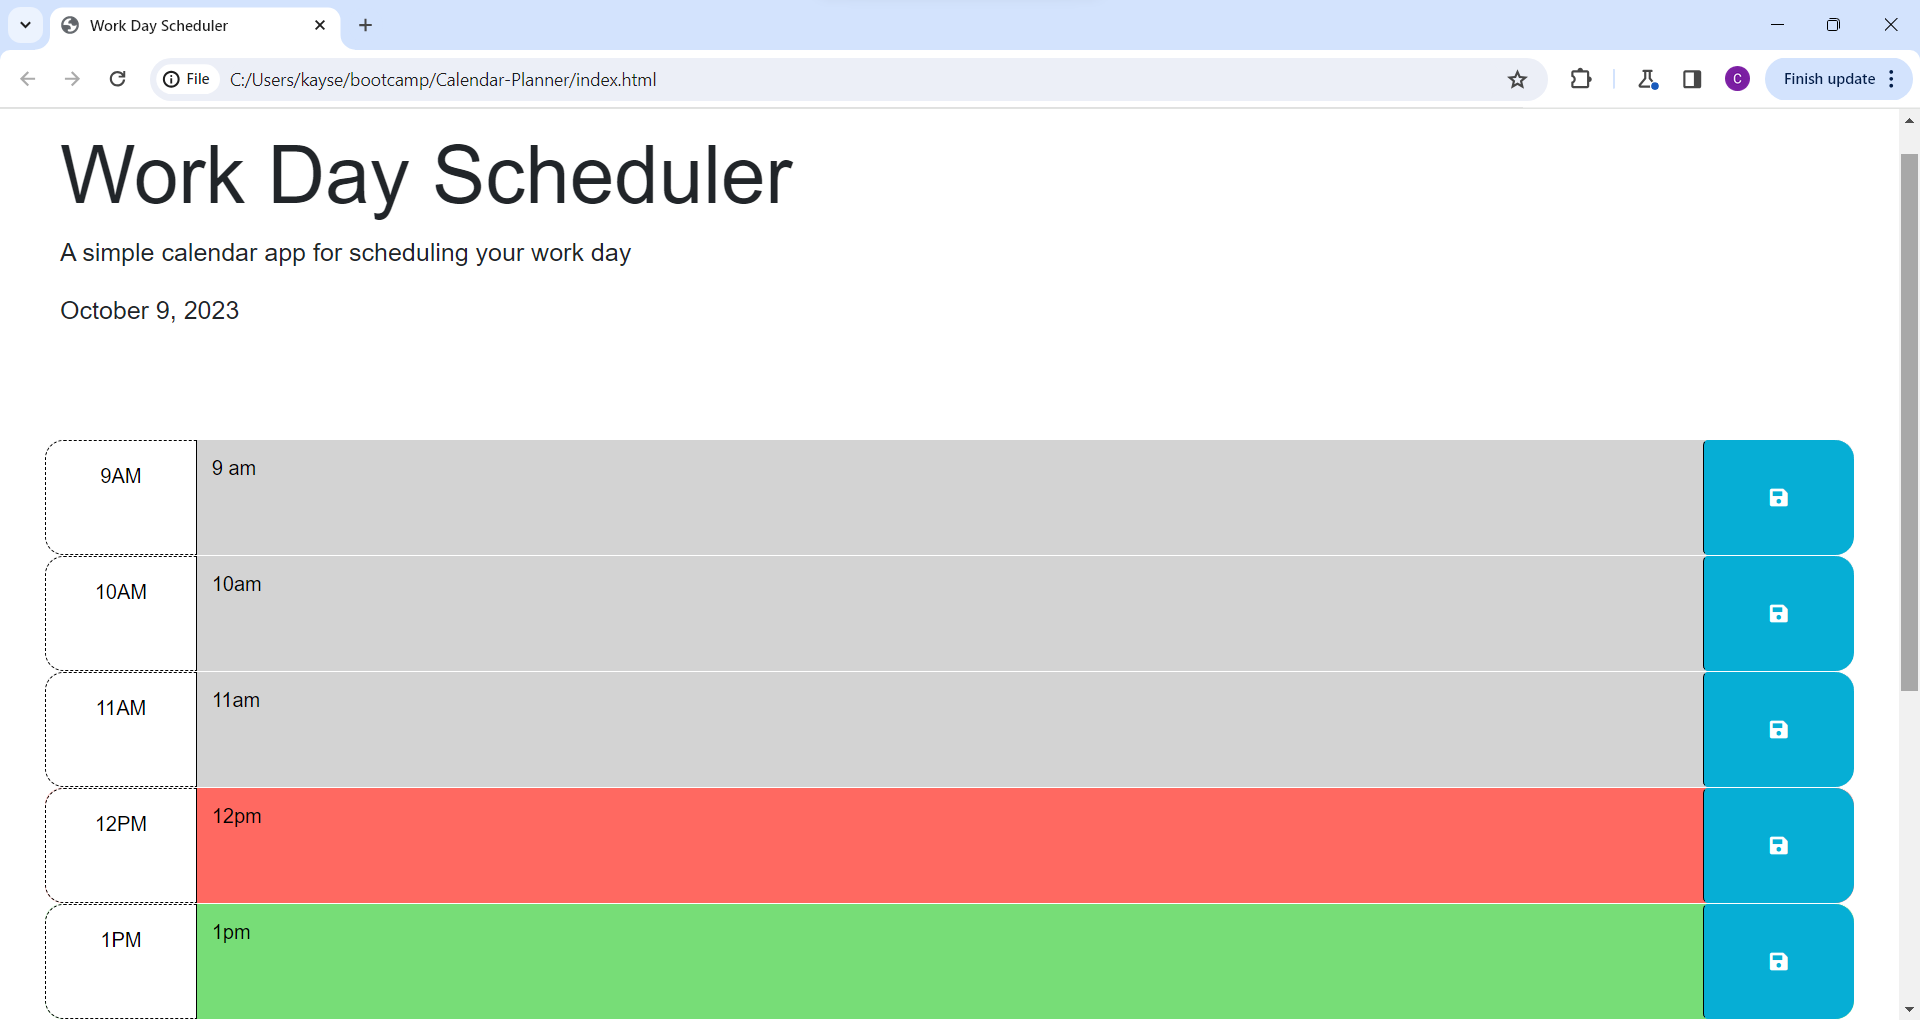 Work Day Scheduler
File C:/Users/kayse/bootcamp/Calendar-Planner/index.html C Finish update
Work Day Scheduler
A simple calendar app for scheduling your work day
October 9, 2023
9AM 9 am
10AM 10am
11AM 11am
12PM 12pm
1PM 1pm